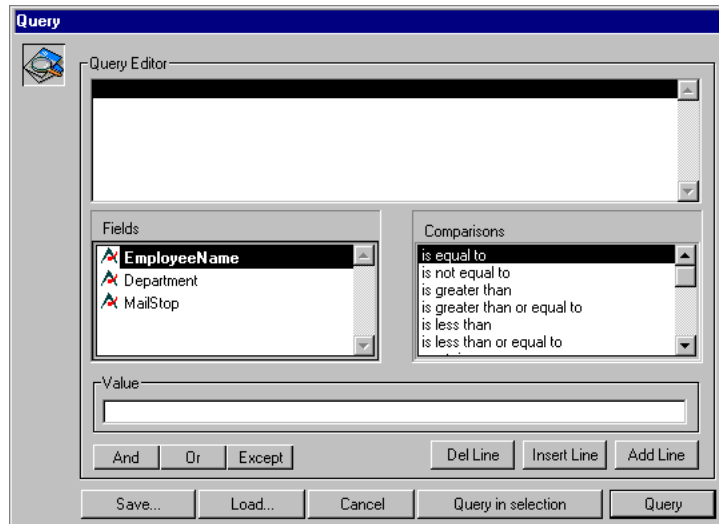 Query
Query Editor
Fields
EmployeeName
Department
MailStop
Comparisons
is equal to
is not equal to
is greater than
is greater than or equal to
is less than
is less than or equal to
Value
And Or Except Del Line Insert Line Add Line
Save... Load... Cancel Query in selection Query